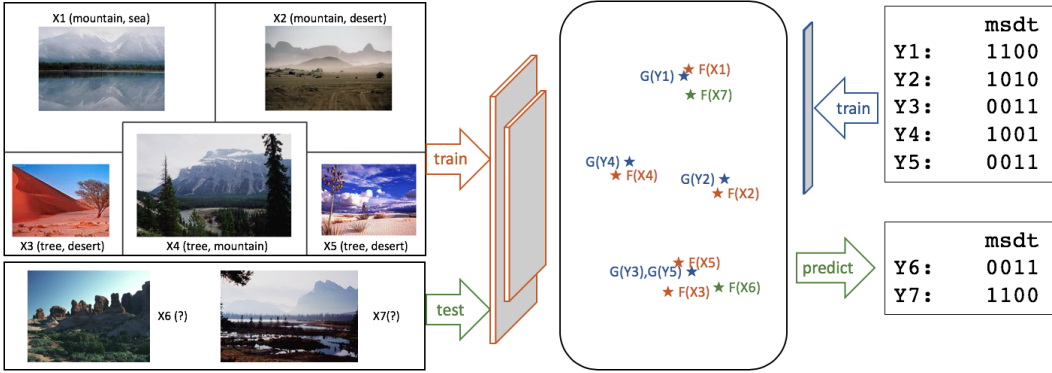 X1 (mountain, sea)
X2 (mountain, desert)
X3 (tree, desert)
X4 (tree, mountain)
X5 (tree, desert)
X6 (?)
X7(?)
train
test
G(Y1) F(X1)
F(X7)
G(Y4)
F(X4)
G(Y2)
F(X2)
F(X5)
G(Y3),G(Y5)
F(X3) F(X6)
train
predict
msdt
Y1: 1100
Y2: 1010
Y3: 0011
Y4: 1001
Y5: 0011
msdt
Y6: 0011
Y7: 1100